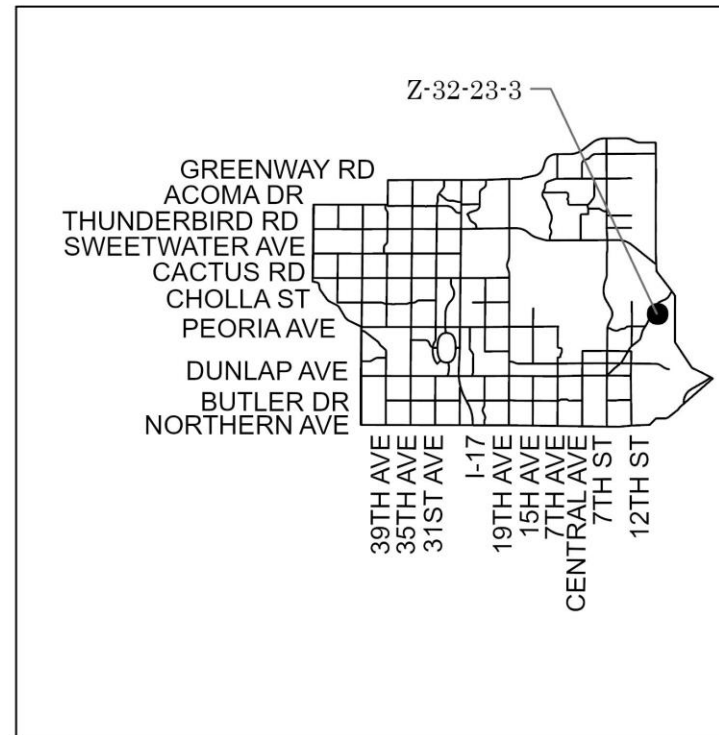 Z-32-23-3
GREENWAY RD
ACOMA DR
THUNDERBIRD RD
SWEETWATER AVE
CACTUS RD
CHOLLA ST
PEORIA AVE
DUNLAP AVE
BUTLER DR
NORTHERN AVE
39TH AVE
35TH AVE
31ST AVE
I-17
19TH AVE
15H AVE
7TH AVE
CENTRAL AVE
7TH ST
12TH ST